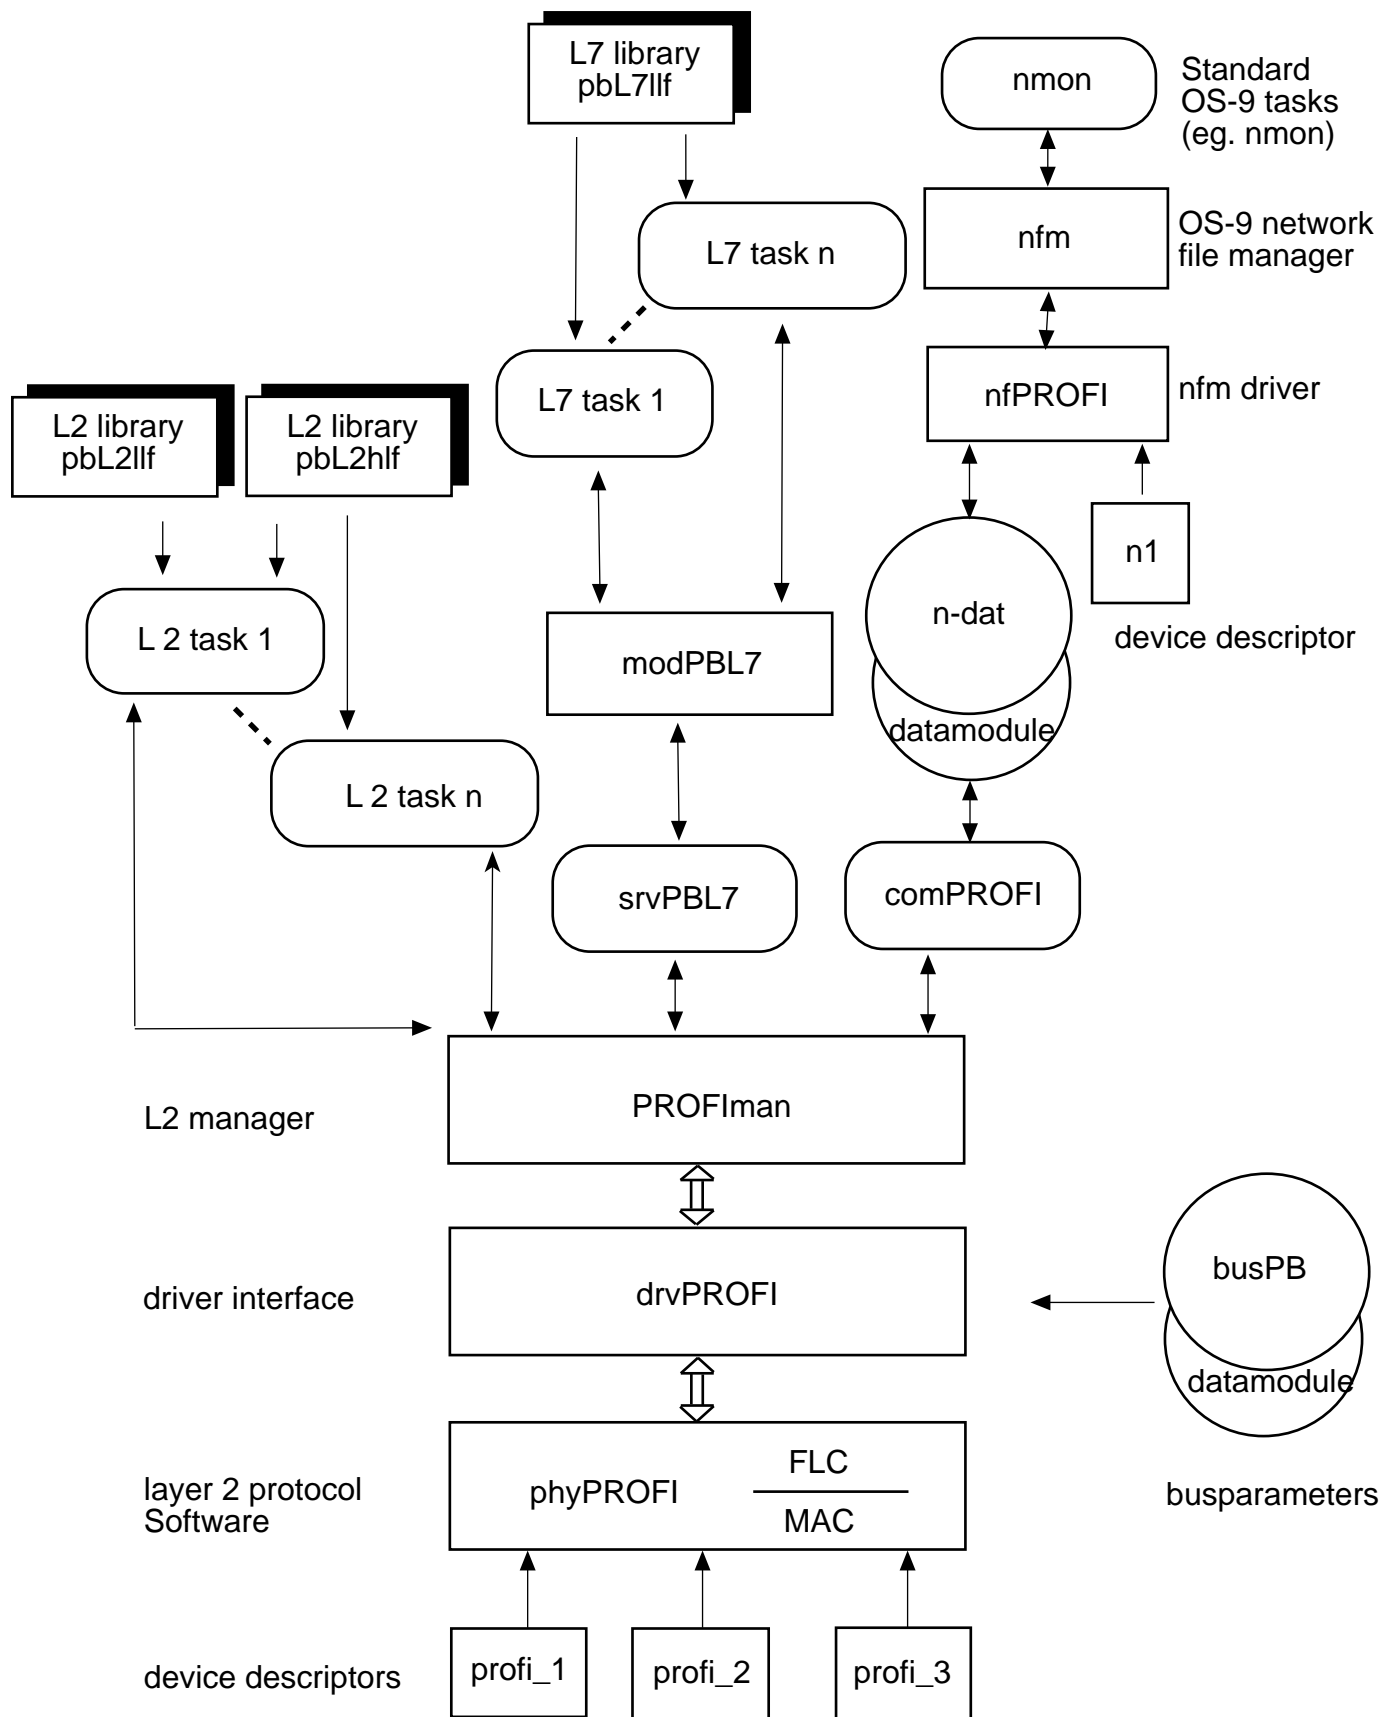 L7 library
pbL7llf
nmon
Standard
OS-9 tasks
(eg. nmon)
L7 task n
nfm
OS-9 network
file manager
L7 task 1
nfPROFI
nfm driver
L2 library
pbL2llf
L2 library
pbL2hlf
n1
L 2 task 1
n-dat
device descriptor
modPBL7
datamodule
L 2 task n
srvPBL7
comPROFI
L2 manager
PROFIman
driver interface
drvPROFI
busPB
datamodule
layer 2 protocol
Software
phyPROFI
FLC
MAC
busparameters
device descriptors
profi_1
profi_2
profi_3